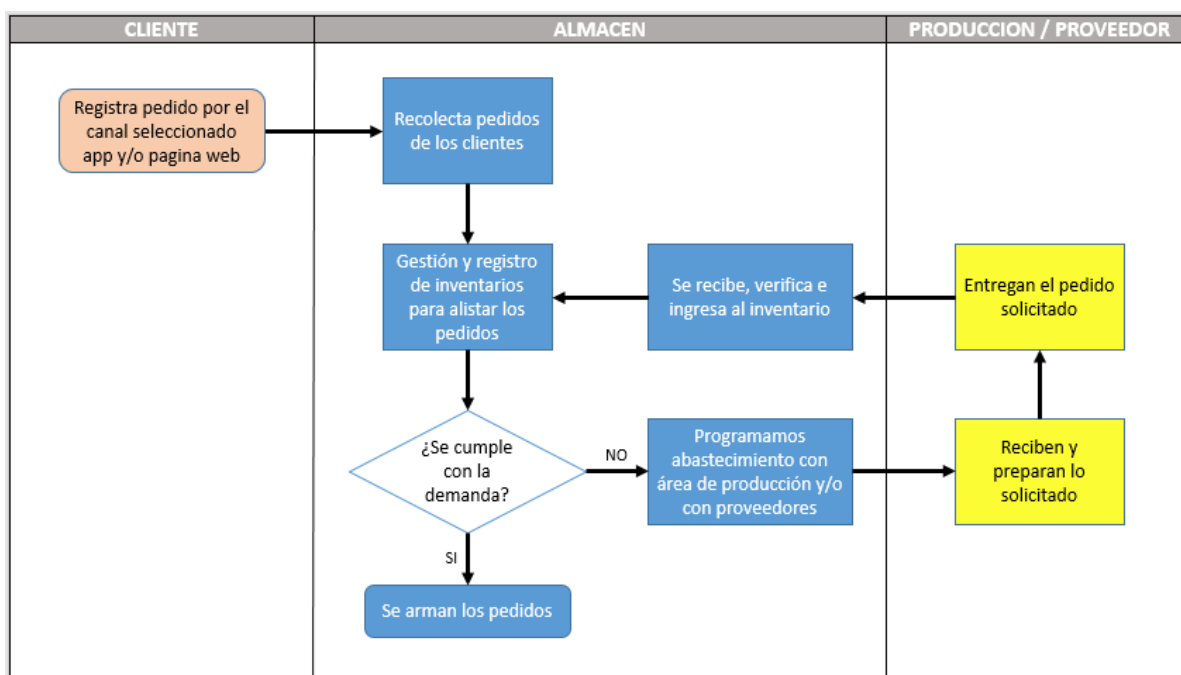 CLIENTE
ALMACEN
PRODUCCION / PROVEEDOR
Registra pedido por el
canal seleccionado
app y/o pagina web
Recolecta pedidos
de los clientes
Gestión y registro
de inventarios
para alistar los
pedidos
Se recibe, verifica e
ingresa al inventario
Entregan el pedido
solicitado
¿Se cumple
con la
demanda?
NO
Programamos
abastecimiento con
área de producción y/o
con proveedores
Reciben y
preparan lo
solicitado
SI
Se arman los pedidos